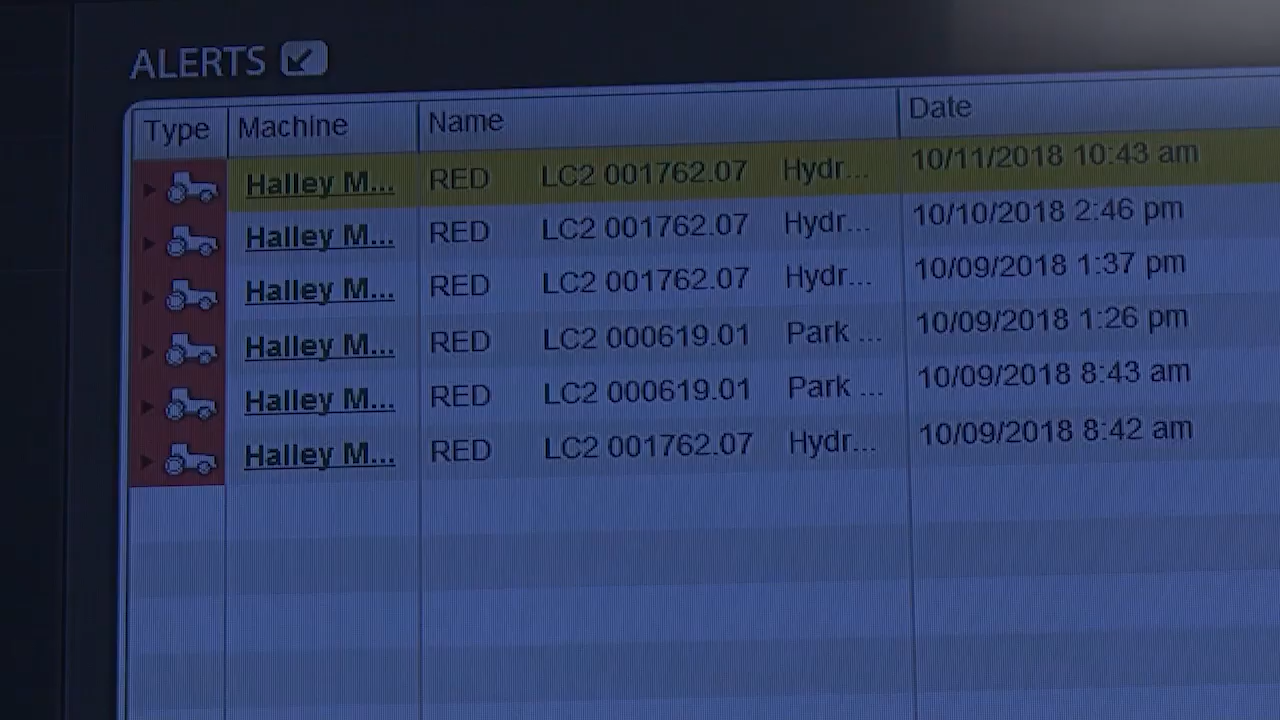 ALERTS
Type Machine Name Date
Halley M... RED LC2 001762.07 Hydr... 10/11/2018 10:43 am
Halley M... RED LC2 001762.07 Hydr... 10/10/2018 2:46 pm
Halley M... RED LC2 001762.07 Hydr... 10/09/2018 1:37 pm
Halley M... RED LC2 000619.01 Park ... 10/09/2018 1:26 pm
Halley M... RED LC2 000619.01 Park ... 10/09/2018 8:43 am
Halley M... RED LC2 001762.07 Hydr... 10/09/2018 8:42 am